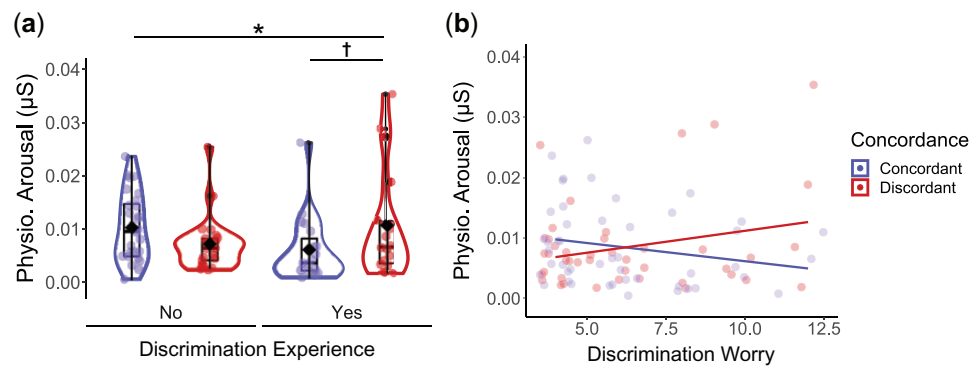 (a)
*
†
Physio. Arousal (μS)
0.04
0.03
0.02
0.01
0.00
No
Yes
Discrimination Experience
(b)
Physio. Arousal (μS)
0.04
0.03
0.02
0.01
0.00
5.0
7.5
10.0
12.5
Discrimination Worry
Concordance
Concordant
Discordant